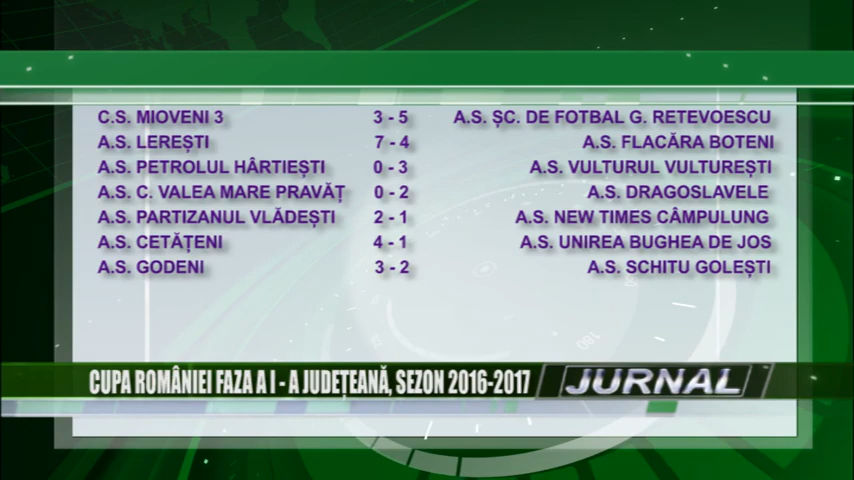 C.S. MIOVENI 3 3 - 5 A.S. ȘC. DE FOTBAL G. RETEVOESCU
A.S. LEREȘTI 7 - 4 A.S. FLACĂRA BOTENI
A.S. PETROLUL HÂRTIEȘTI 0 - 3 A.S. VULTURUL VULTUREȘTI
A.S. C. VALEA MARE PRAVĂȚ 0 - 2 A.S. DRAGOSLAVELE
A.S. PARTIZANUL VLĂDEȘTI 2 - 1 A.S. NEW TIMES CÂMPULUNG
A.S. CETĂȚENI 4 - 1 A.S. UNIREA BUGHEA DE JOS
A.S. GODENI 3 - 2 A.S. SCHITU GOLEȘTI
180
CUPA ROMÂNIEI FAZA A I - A JUDEȚEANĂ, SEZON 2016-2017 JURNAL